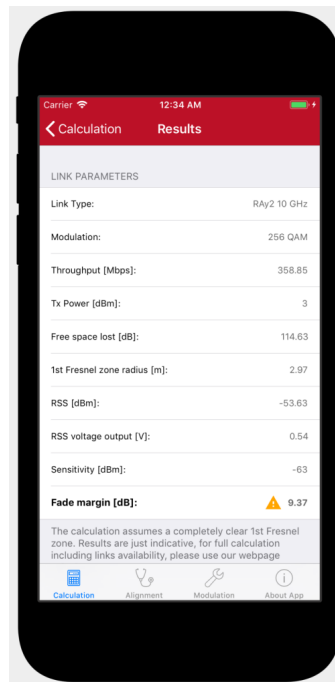 Carrier 12:34 AM
Calculation Results
LINK PARAMETERS
Link Type: RAy2 10 GHz
Modulation: 256 QAM
Throughput [Mbps]: 358.85
Tx Power [dBm]: 3
Free space lost [dB]: 114.63
1st Fresnel zone radius [m]: 2.97
RSS [dBm]: -53.63
RSS voltage output [V]: 0.54
Sensitivity [dBm]: -63
Fade margin [dB]: 9.37
The calculation assumes a completely clear 1st Fresnel
zone. Results are just indicative, for full calculation
including links availability, please use our webpage
Calculation Alignment Modulation About App